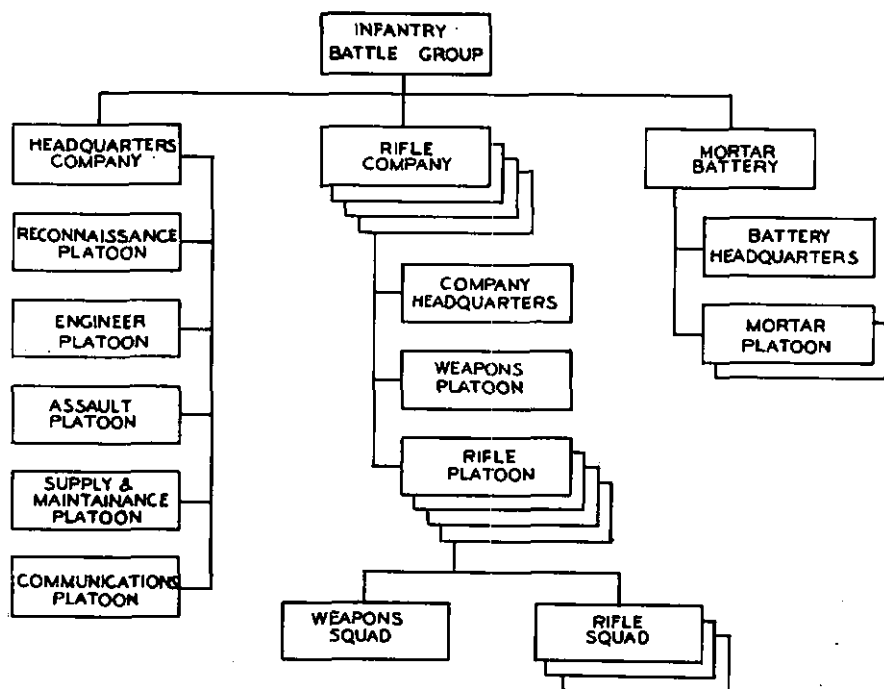 INFANTRY
BATTLE GROUP
HEADQUARTERS
COMPANY
RECONNAISSANCE
PLATOON
ENGINEER
PLATOON
ASSAULT
PLATOON
SUPPLY &
MAINTAINANCE
PLATOON
COMMUNICATIONS
PLATOON
RIFLE
COMPANY
COMPANY
HEADQUARTERS
WEAPONS
PLATOON
RIFLE
PLATOON
WEAPONS
SQUAD
RIFLE
SQUAD
MORTAR
BATTERY
BATTERY
HEADQUARTERS
MORTAR
PLATOON